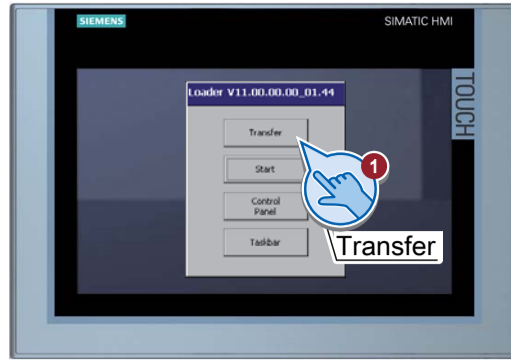 SIEMENS
SIMATIC HMI
TOUCH
Loader V11.00.00.00_01.44
Transfer
Start
1
Control
Panel
Taskbar
Transfer